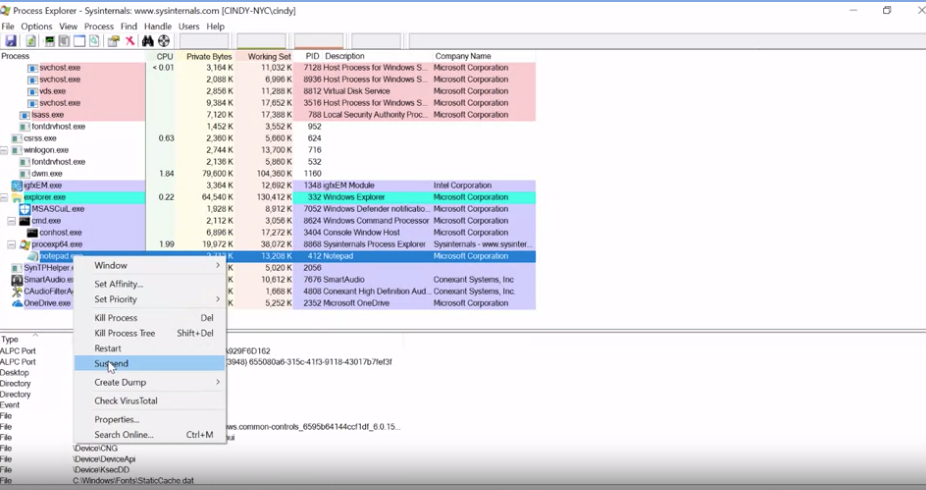 Process Explorer - Sysinternals: www.sysinternals.com [CINDY-NYC\cindy]
File Options View Process Find Handle Users Help
Process CPU Private Bytes Working Set PID Description Company Name
svchost.exe < 0.01 3,164 K 11,032 K 7128 Host Process for Windows S... Microsoft Corporation
svchost.exe 2,088 K 6,996 K 8936 Host Process for Windows S... Microsoft Corporation
vds.exe 2,856 K 11,288 K 8812 Virtual Disk Service Microsoft Corporation
svchost.exe 9,384 K 17,652 K 3516 Host Process for Windows S... Microsoft Corporation
lsass.exe 7,120 K 17,388 K 788 Local Security Authority Proc... Microsoft Corporation
fontdrvhost.exe 1,452 K 3,552 K 952
csrss.exe 0.63 2,360 K 5,660 K 624
winlogon.exe 2,744 K 13,700 K 716
fontdrvhost.exe 2,136 K 5,860 K 532
dwm.exe 1.84 79,600 K 104,360 K 1160
igfxEM.exe 3,364 K 12,692 K 1348 igfxEM Module Intel Corporation
explorer.exe 0.22 64,540 K 130,412 K 332 Windows Explorer Microsoft Corporation
MSASCuiL.exe 1,928 K 8,912 K 7052 Windows Defender notificatio... Microsoft Corporation
cmd.exe 2,112 K 3,056 K 8624 Windows Command Processor Microsoft Corporation
conhost.exe 6,896 K 17,272 K 3404 Console Window Host Microsoft Corporation
procexp64.exe 1.99 19,972 K 38,072 K 8868 Sysinternals Process Explorer Sysinternals - www.sysinter...
notepad.exe 13,208 K 412 Notepad Microsoft Corporation
SynTPHelper. K 5,020 K 2056
SmartAudio.ex K 10,612 K 7676 SmartAudio Conexant Systems, Inc
CAudioFilterA K 1,668 K 4808 Conexant High Definition Aud... Conexant Systems, Inc.
OneDrive.exe K 5,252 K 2352 Microsoft OneDrive Microsoft Corporation
Window
Set Affinity...
Set Priority
Kill Process Del
Kill Process Tree Shift+Del
Restart
Suspend
Create Dump
Check VirusTotal
Properties...
Search Online... Ctrl+M
Type
ALPC Port A929F6D162
ALPC Port (3948) 655080a6-315c-41f3-9118-43017b7fef3f
Desktop
Directory
Directory
Event
File
File ws.common-controls_6595b64144ccf1df_6.0.15...
File ui
File \Device\CNG
File \Device\DeviceApi
File \Device\KsecDD
File C:\Windows\Fonts\StaticCache.dat